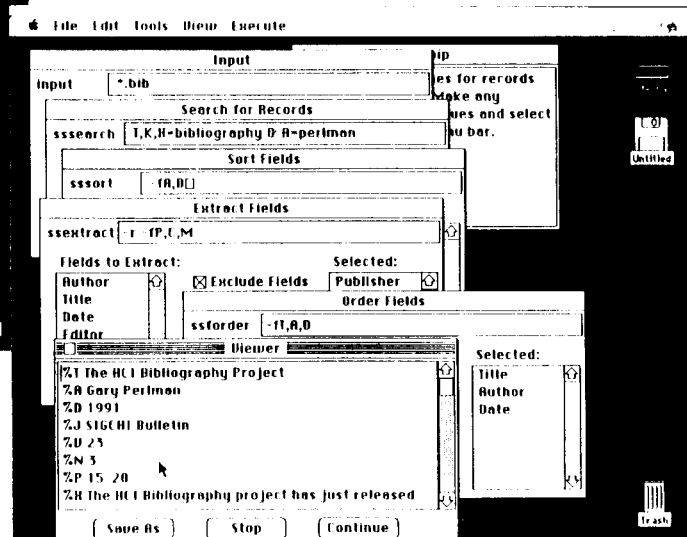 File Edit Tools View Execute
Input
input *.bib
Search for Records
sssearch T,K,X=bibliography & A=perlman
Sort Fields
sssort -fA,D
Extract Fields
ssextract -r -fP,C,M
Fields to Extract:
Author
Title
Date
Editor
Exclude Fields
Selected:
Publisher
Order Fields
ssforder -fT,A,D
Selected:
Title
Author
Date
Viewer
%T The HCI Bibliography Project
%A Gary Perlman
%D 1991
%J SIGCHI Bulletin
%V 23
%N 3
%P 15-20
%X The HCI Bibliography project has just released
Save As
Stop
Continue
es for records
Make any
ues and select
nu bar.
Untitled
Trash